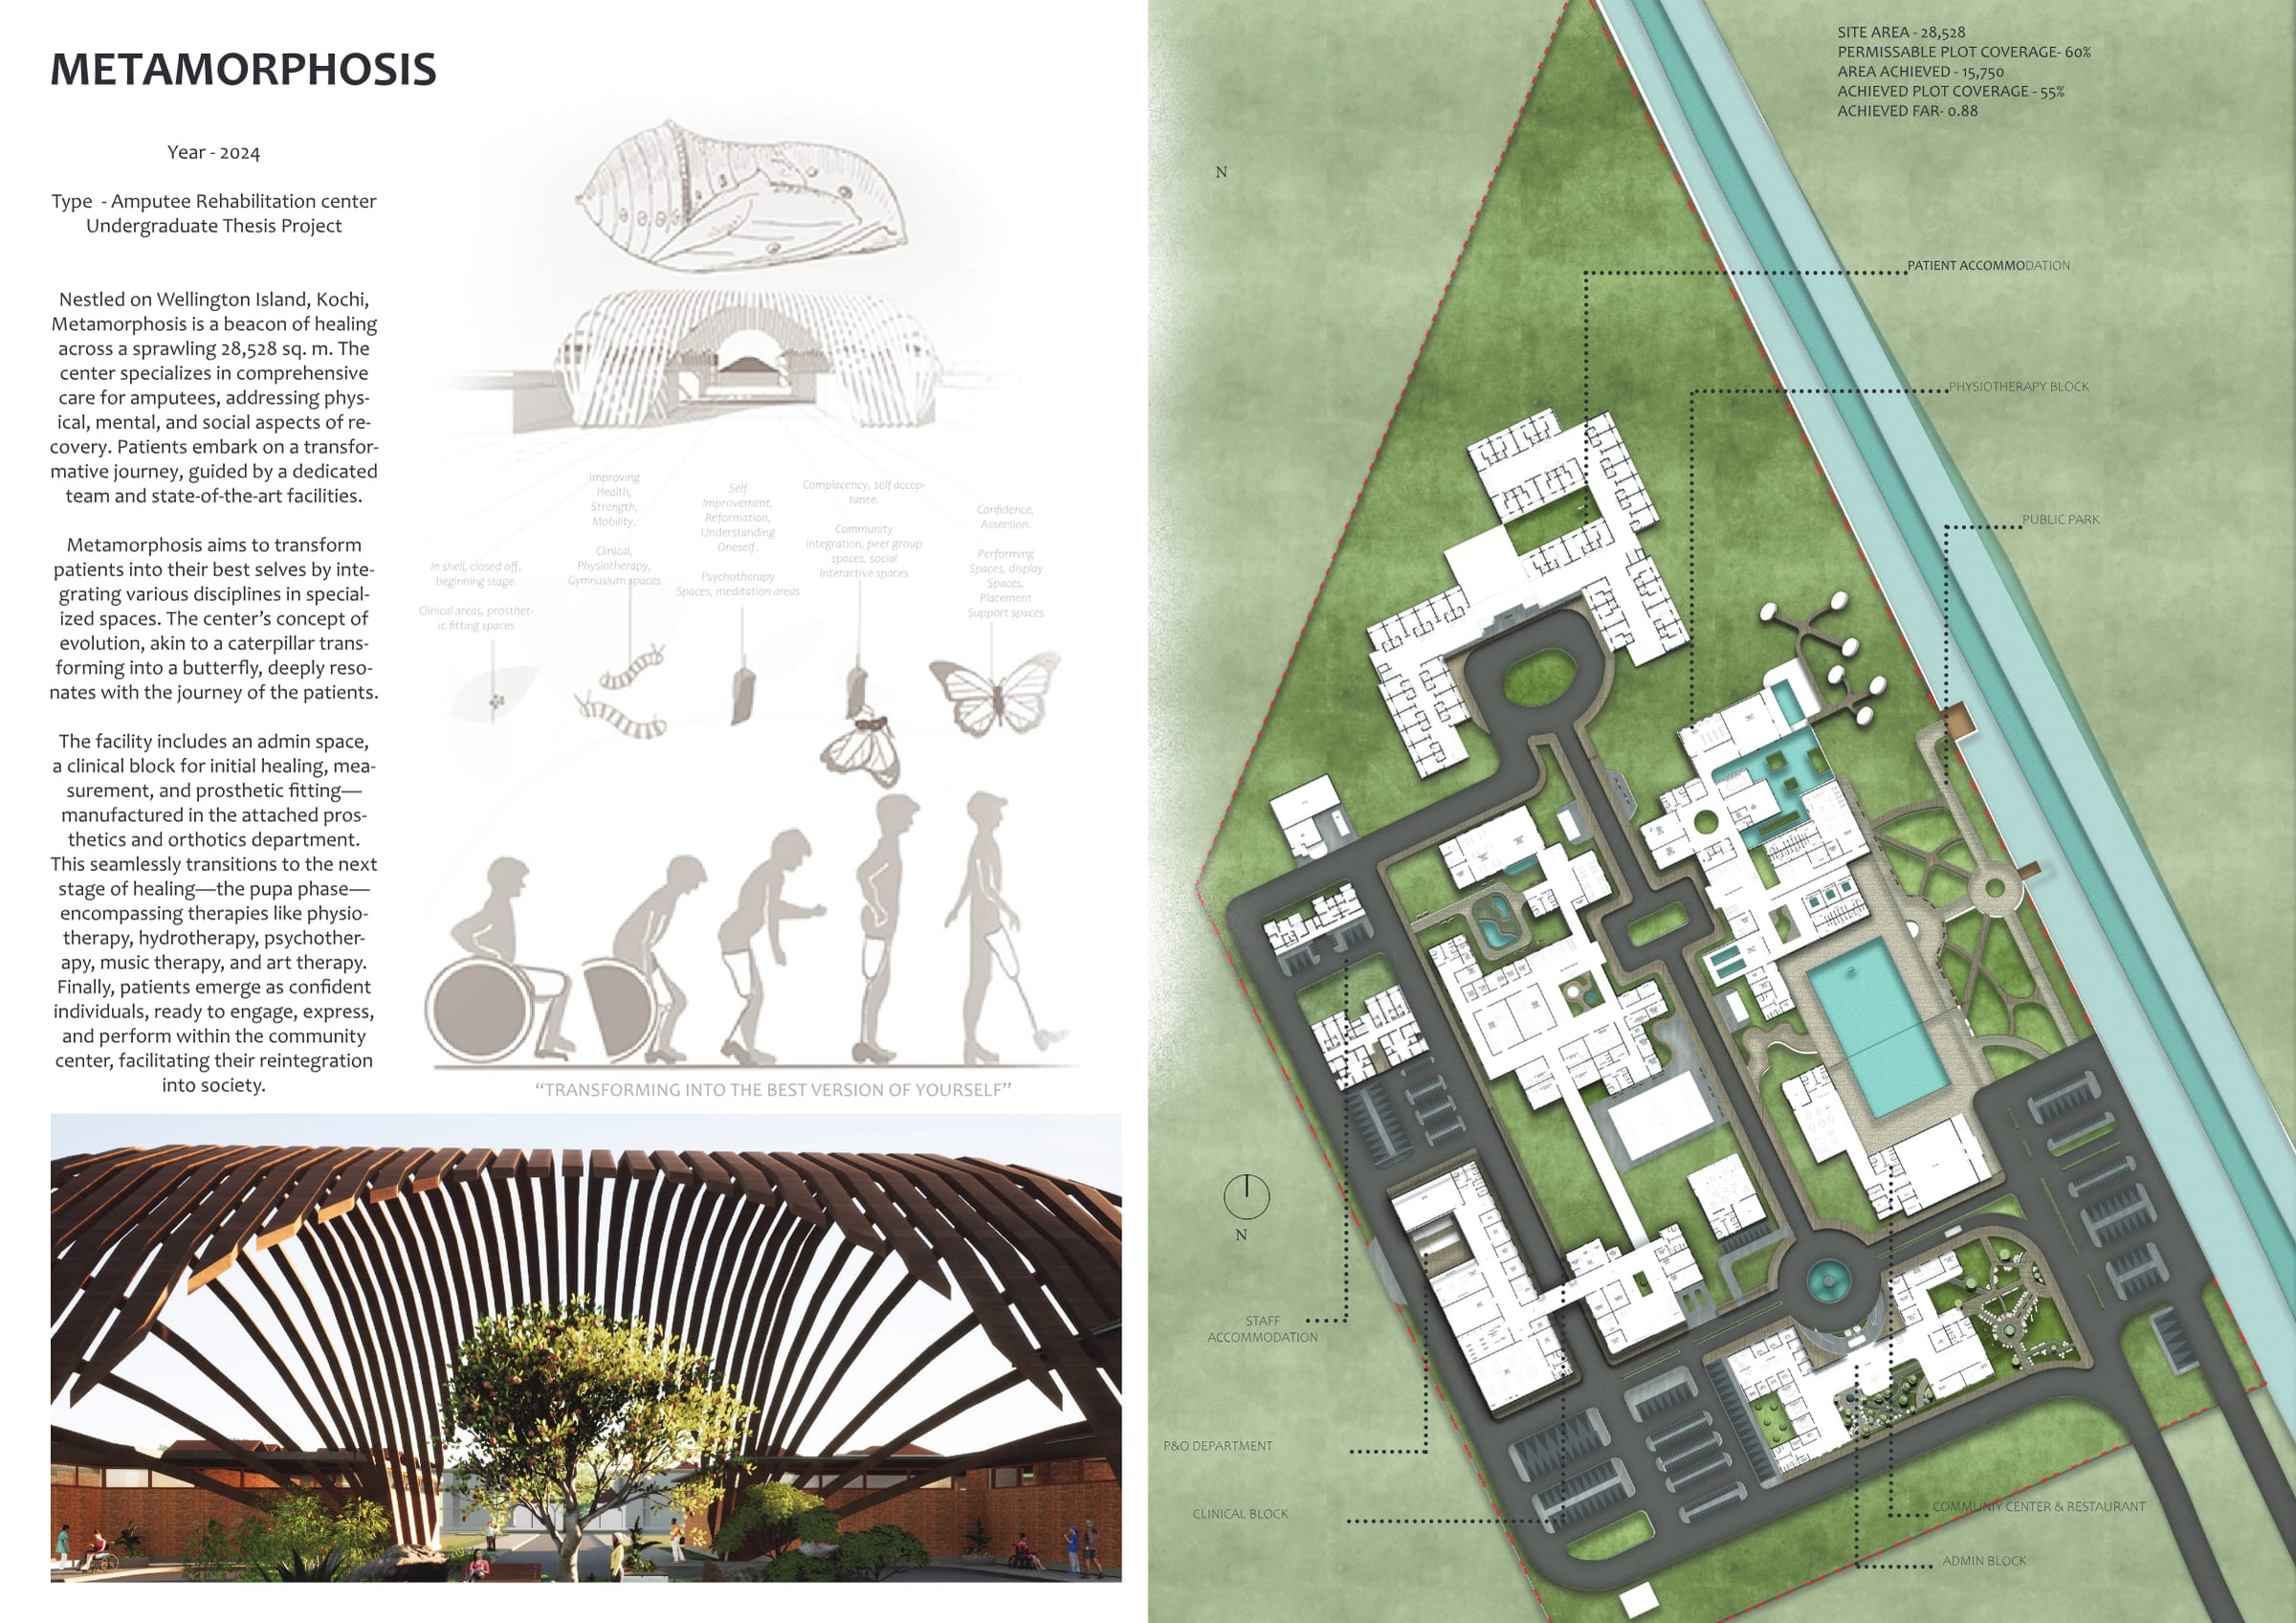 METAMORPHOSIS
Year - 2024
Type - Amputee Rehabilitation center
Undergraduate Thesis Project
Nestled on Wellington Island, Kochi,
Metamorphosis is a beacon of healing
across a sprawling 28,528 sq. m. The
center specializes in comprehensive
care for amputees, addressing phys-
ical, mental, and social aspects of re-
covery. Patients embark on a transfor-
mative journey, guided by a dedicated
team and state-of-the-art facilities.
Metamorphosis aims to transform
patients into their best selves by inte-
grating various disciplines in special-
ized spaces. The center's concept of
evolution, akin to a caterpillar trans-
forming into a butterfly, deeply reso-
nates with the journey of the patients.
The facility includes an admin space,
a clinical block for initial healing, mea-
surement, and prosthetic fitting—
manufactured in the attached pros-
thetics and orthotics department.
This seamlessly transitions to the next
stage of healing—the pupa phase—
encompassing therapies like physio-
therapy, hydrotherapy, psychother-
apy, music therapy, and art therapy.
Finally, patients emerge as confident
individuals, ready to engage, express,
and perform within the community
center, facilitating their reintegration
into society.
In shell, closed off,
beginning stage.
Clinical areas, prosthet-
ic fitting spaces
Improving
Health,
Strength,
Mobility.
Clinical,
Physiotherapy,
Gymnasium spaces
Self
Improvement,
Reformation,
Understanding
Oneself.
Psychotherapy
Spaces, meditation areas
Complacency, self accep-
tance.
Community
Integration, peer group
spaces, social
Interactive spaces
Confidence,
Assersion.
Performing
Spaces, display
Spaces,
Placement
Support spaces
"TRANSFORMING INTO THE BEST VERSION OF YOURSELF"
SITE AREA - 28,528
PERMISSABLE PLOT COVERAGE- 60%
AREA ACHIEVED - 15,750
ACHIEVED PLOT COVERAGE - 55%
ACHIEVED FAR- 0.88
N
PATIENT ACCOMMODATION
PHYSIOTHERAPY BLOCK
PUBLIC PARK
N
STAFF
ACCOMMODATION
P&O DEPARTMENT
CLINICAL BLOCK
COMMUNIY CENTER & RESTAURANT
ADMIN BLOCK